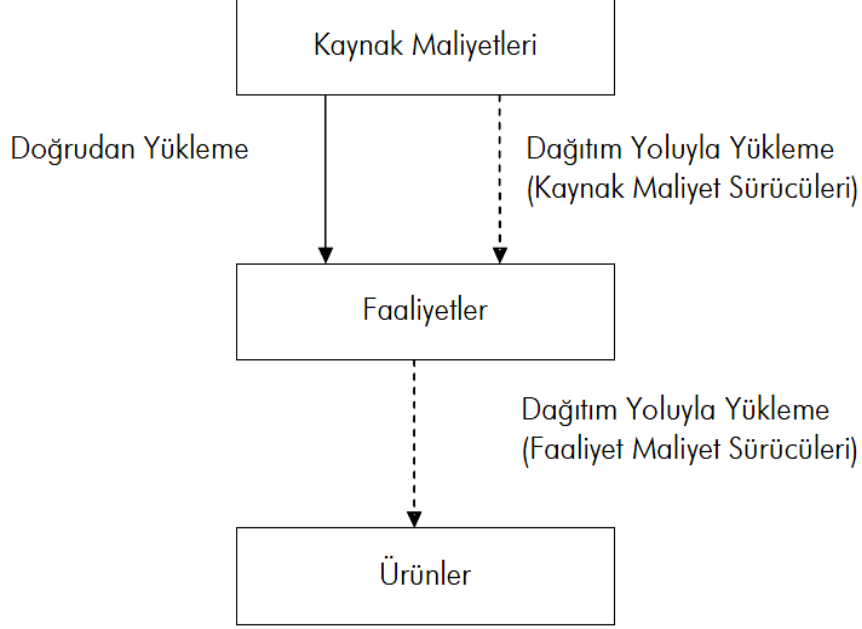 Kaynak Maliyetleri
Doğrudan Yükleme
Dağıtım Yoluyla Yükleme
(Kaynak Maliyet Sürücüleri)
Faaliyetler
Dağıtım Yoluyla Yükleme
(Faaliyet Maliyet Sürücüleri)
Ürünler